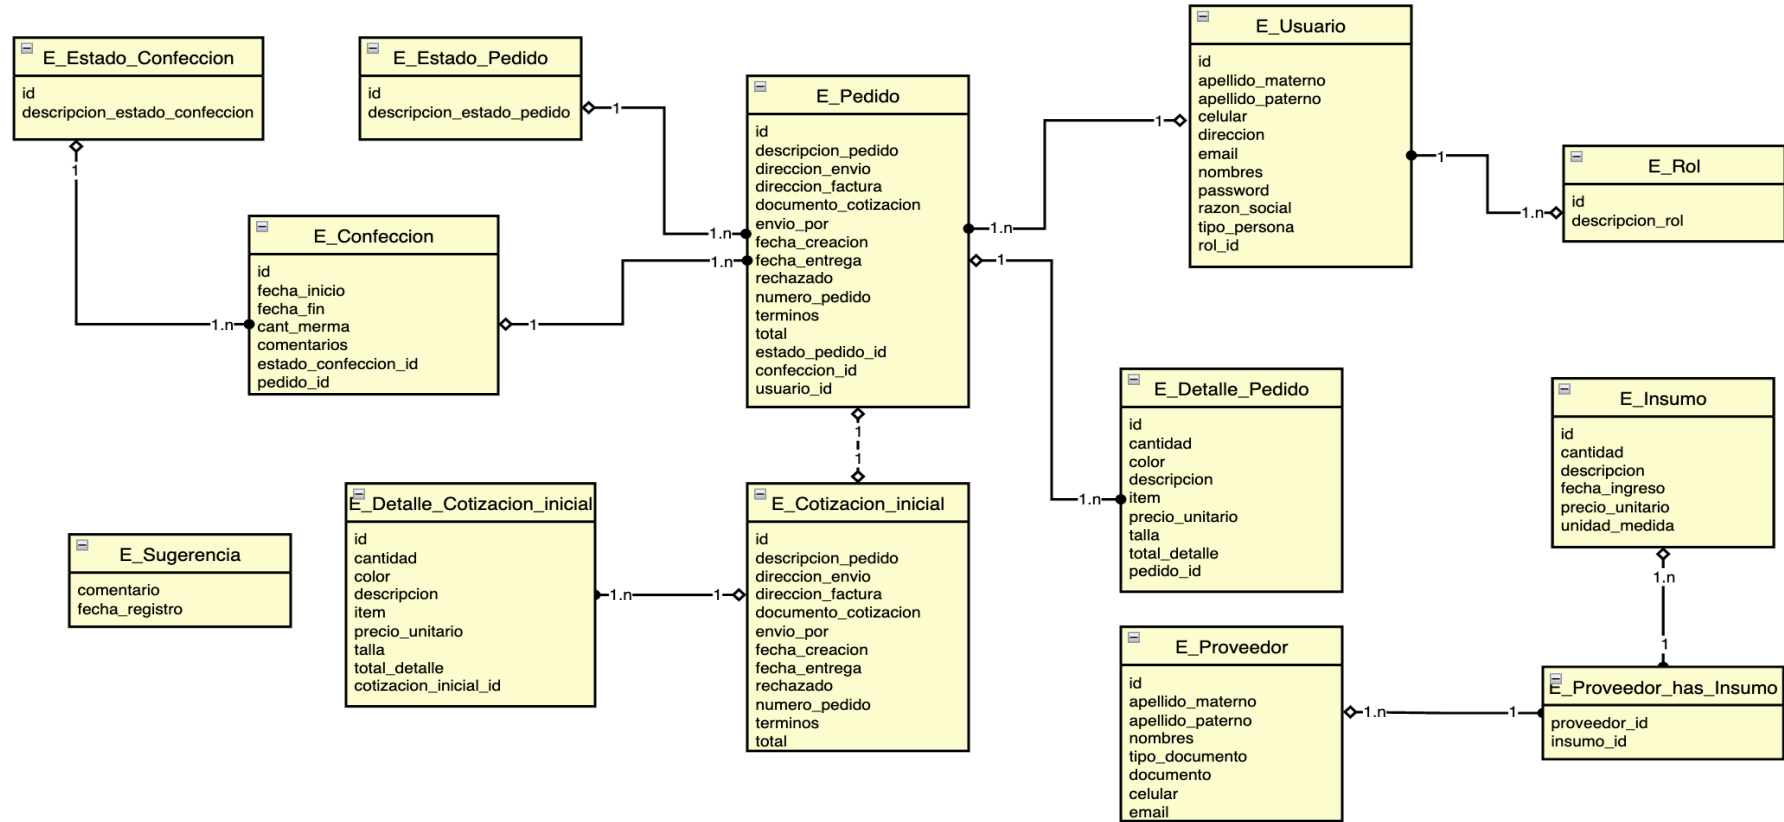 E_Estado_Confeccion
id
descripcion_estado_confeccion
E_Estado_Pedido
id
descripcion_estado_pedido
E_Pedido
id
descripcion_pedido
direccion_envio
direccion_factura
documento_cotizacion
envio_por
fecha_creacion
fecha_entrega
rechazado
numero_pedido
terminos
total
estado_pedido_id
confeccion_id
usuario_id
E_Usuario
id
apellido_materno
apellido_paterno
celular
direccion
email
nombres
password
razon_social
tipo_persona
rol_id
E_Rol
id
descripcion_rol
1
1.n
1
1.n
1
1.n
1
1.n
1
1.n
1
1.n
E_Confeccion
id
fecha_inicio
fecha_fin
cant_merma
comentarios
estado_confeccion_id
pedido_id
1
1
E_Detalle_Pedido
id
cantidad
color
descripcion
item
precio_unitario
talla
total_detalle
pedido_id
E_Insumo
id
cantidad
descripcion
fecha_ingreso
precio_unitario
unidad_medida
E_Sugerencia
comentario
fecha_registro
E_Detalle_Cotizacion_inicial
id
cantidad
color
descripcion
item
precio_unitario
talla
total_detalle
cotizacion_inicial_id
1.n
1
E_Cotizacion_inicial
id
descripcion_pedido
direccion_envio
direccion_factura
documento_cotizacion
envio_por
fecha_creacion
fecha_entrega
rechazado
numero_pedido
terminos
total
E_Proveedor
id
apellido_materno
apellido_paterno
nombres
tipo_documento
documento
celular
email
1.n
1
1.n
1
E_Proveedor_has_Insumo
proveedor_id
insumo_id